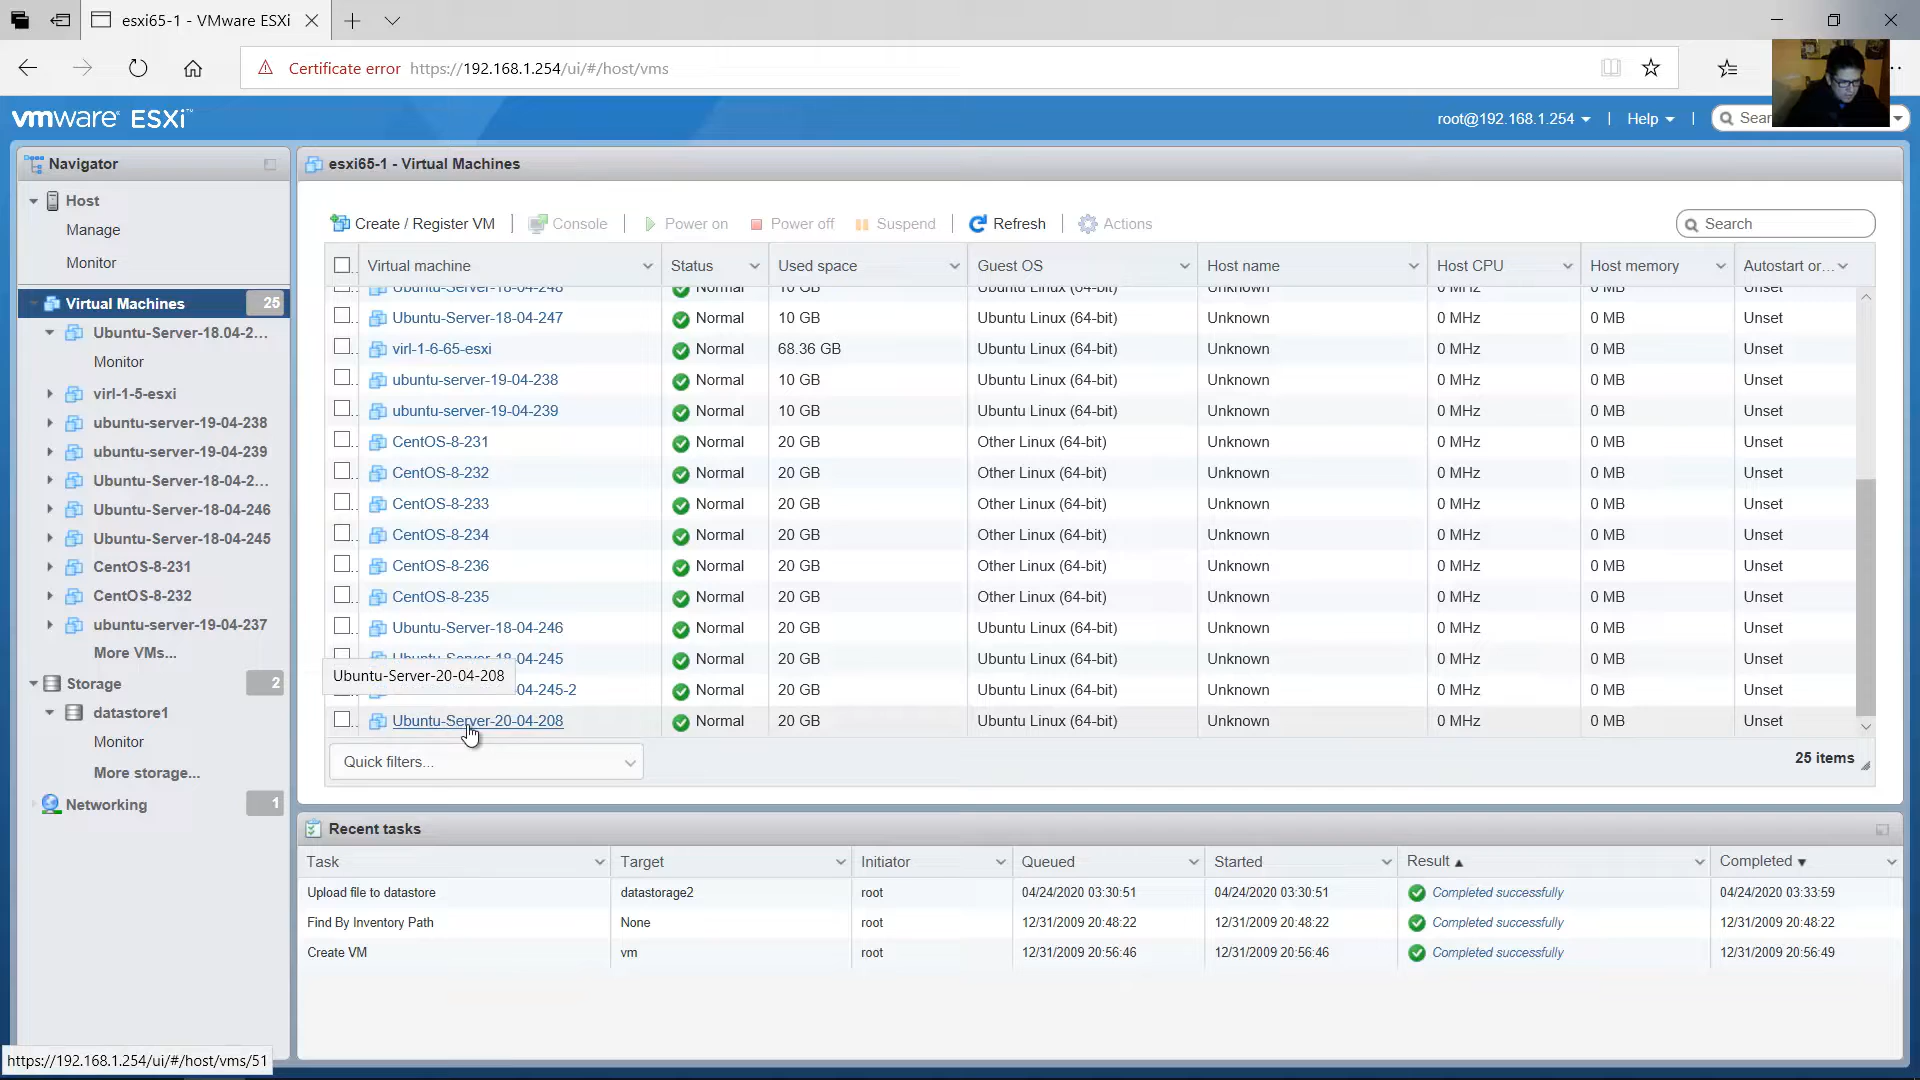 esxi65-1 - VMware ESXi
Certificate error https://192.168.1.254/ui/#/host/vms
vmware ESXi™
root@192.168.1.254 | Help | Sear
Navigator
Host
Manage
Monitor
Virtual Machines 25
Ubuntu-Server-18.04-2...
Monitor
virl-1-5-esxi
ubuntu-server-19-04-238
ubuntu-server-19-04-239
Ubuntu-Server-18-04-2...
Ubuntu-Server-18-04-246
Ubuntu-Server-18-04-245
CentOS-8-231
CentOS-8-232
ubuntu-server-19-04-237
More VMs...
Storage 2
datastore1
Monitor
More storage...
Networking 1
esxi65-1 - Virtual Machines
Create / Register VM | Console | Power on Power off Suspend | Refresh | Actions
Search
Virtual machine Status Used space Guest OS Host name Host CPU Host memory Autostart or...
Ubuntu-Server-18-04-248 Normal 10 GB Ubuntu Linux (64-bit) Unknown 0 MHz 0 MB Unset
Ubuntu-Server-18-04-247 Normal 10 GB Ubuntu Linux (64-bit) Unknown 0 MHz 0 MB Unset
virl-1-6-65-esxi Normal 68.36 GB Ubuntu Linux (64-bit) Unknown 0 MHz 0 MB Unset
ubuntu-server-19-04-238 Normal 10 GB Ubuntu Linux (64-bit) Unknown 0 MHz 0 MB Unset
ubuntu-server-19-04-239 Normal 10 GB Ubuntu Linux (64-bit) Unknown 0 MHz 0 MB Unset
CentOS-8-231 Normal 20 GB Other Linux (64-bit) Unknown 0 MHz 0 MB Unset
CentOS-8-232 Normal 20 GB Other Linux (64-bit) Unknown 0 MHz 0 MB Unset
CentOS-8-233 Normal 20 GB Other Linux (64-bit) Unknown 0 MHz 0 MB Unset
CentOS-8-234 Normal 20 GB Other Linux (64-bit) Unknown 0 MHz 0 MB Unset
CentOS-8-236 Normal 20 GB Other Linux (64-bit) Unknown 0 MHz 0 MB Unset
CentOS-8-235 Normal 20 GB Other Linux (64-bit) Unknown 0 MHz 0 MB Unset
Ubuntu-Server-18-04-246 Normal 20 GB Ubuntu Linux (64-bit) Unknown 0 MHz 0 MB Unset
Ubuntu-Server-18-04-245 Normal 20 GB Ubuntu Linux (64-bit) Unknown 0 MHz 0 MB Unset
Ubuntu-Server-20-04-208
04-245-2 Normal 20 GB Ubuntu Linux (64-bit) Unknown 0 MHz 0 MB Unset
Ubuntu-Server-20-04-208 Normal 20 GB Ubuntu Linux (64-bit) Unknown 0 MHz 0 MB Unset
Quick filters...
25 items
Recent tasks
Task Target Initiator Queued Started Result Completed
Upload file to datastore datastorage2 root 04/24/2020 03:30:51 04/24/2020 03:30:51 Completed successfully 04/24/2020 03:33:59
Find By Inventory Path None root 12/31/2009 20:48:22 12/31/2009 20:48:22 Completed successfully 12/31/2009 20:48:22
Create VM vm root 12/31/2009 20:56:46 12/31/2009 20:56:46 Completed successfully 12/31/2009 20:56:49
https://192.168.1.254/ui/#/host/vms/51